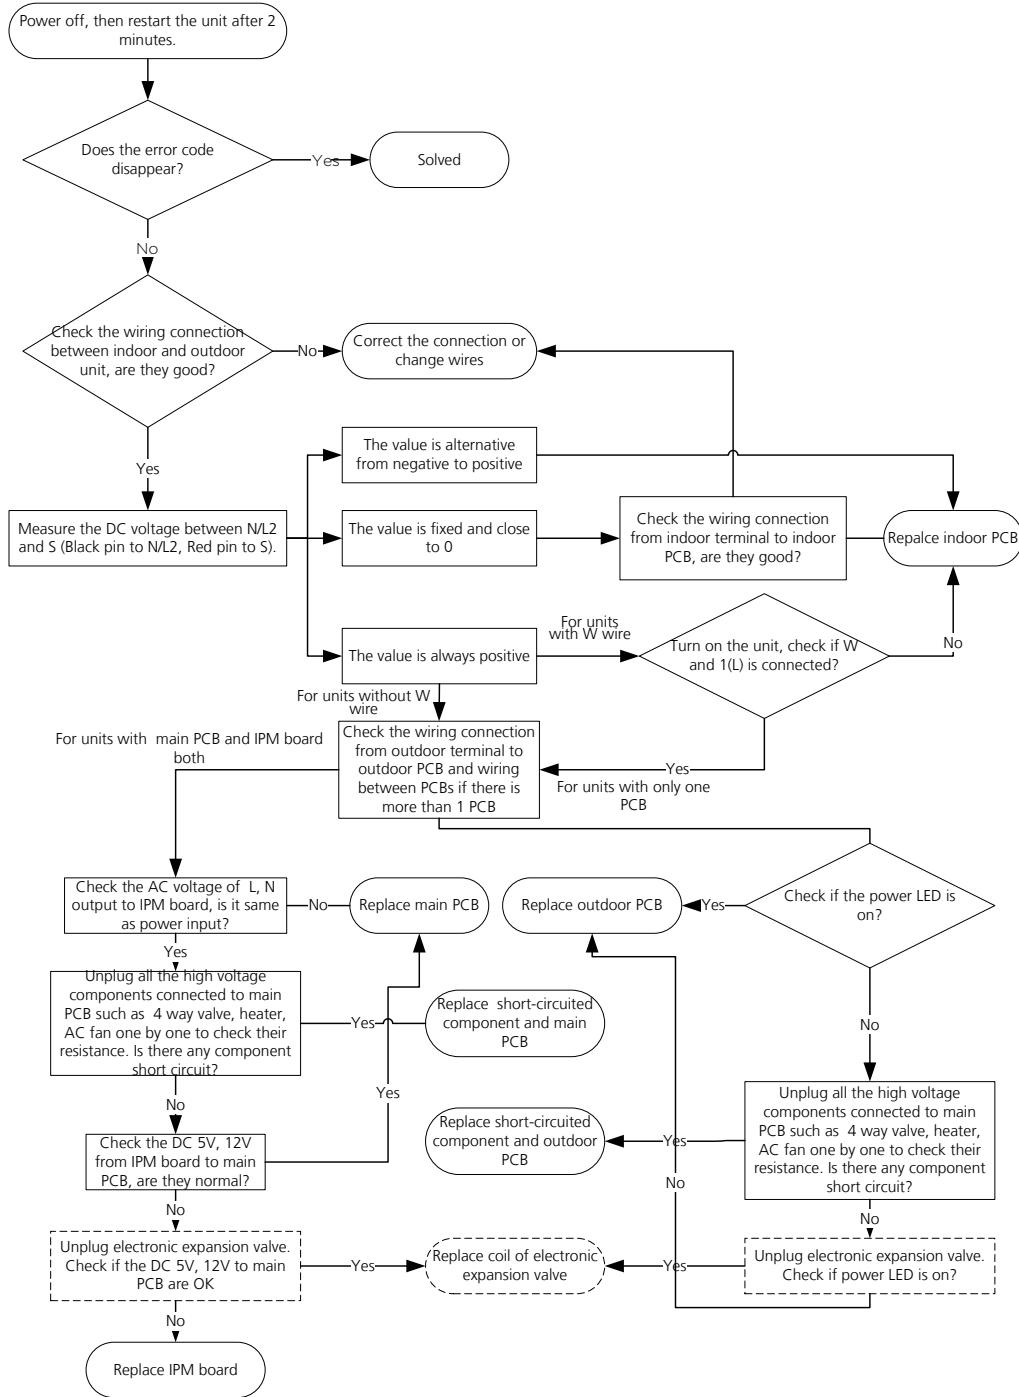 Power off, then restart the unit after 2
minutes.
Does the error code
disappear?
Yes
Solved
No
Check the wiring connection
between indoor and outdoor
unit, are they good?
No
Correct the connection or
change wires
Yes
The value is alternative
from negative to positive
Measure the DC voltage between N/L2
and S (Black pin to N/L2, Red pin to S).
The value is fixed and close
to 0
Check the wiring connection
from indoor terminal to indoor
PCB, are they good?
Repalce indoor PCB
For units
with W wire
The value is always positive
Turn on the unit, check if W
and 1(L) is connected?
No
For units without W
wire
For units with  main PCB and IPM board
both
Check the wiring connection
from outdoor terminal to
outdoor PCB and wiring
between PCBs if there is
more than 1 PCB
Yes
For units with only one
PCB
Check the AC voltage of  L, N
output to IPM board, is it same
as power input?
No
Replace main PCB
Replace outdoor PCB
Yes
Check if the power LED is
on?
Yes
Unplug all the high voltage
components connected to main
PCB such as  4 way valve, heater,
AC fan one by one to check their
resistance. Is there any component
short circuit?
Yes
Replace  short-circuited
component and main
PCB
No
Yes
No
Check the DC 5V, 12V
from IPM board to main
PCB, are they normal?
Replace short-circuited
component and outdoor
PCB
Yes
Unplug all the high voltage
components connected to main
PCB such as  4 way valve, heater,
AC fan one by one to check their
resistance. Is there any component
short circuit?
No
No
No
Unplug electronic expansion valve.
Check if the DC 5V, 12V to main
PCB are OK
Yes
Replace coil of electronic
expansion valve
Yes
Unplug electronic expansion valve.
Check if power LED is on?
No
Replace IPM board